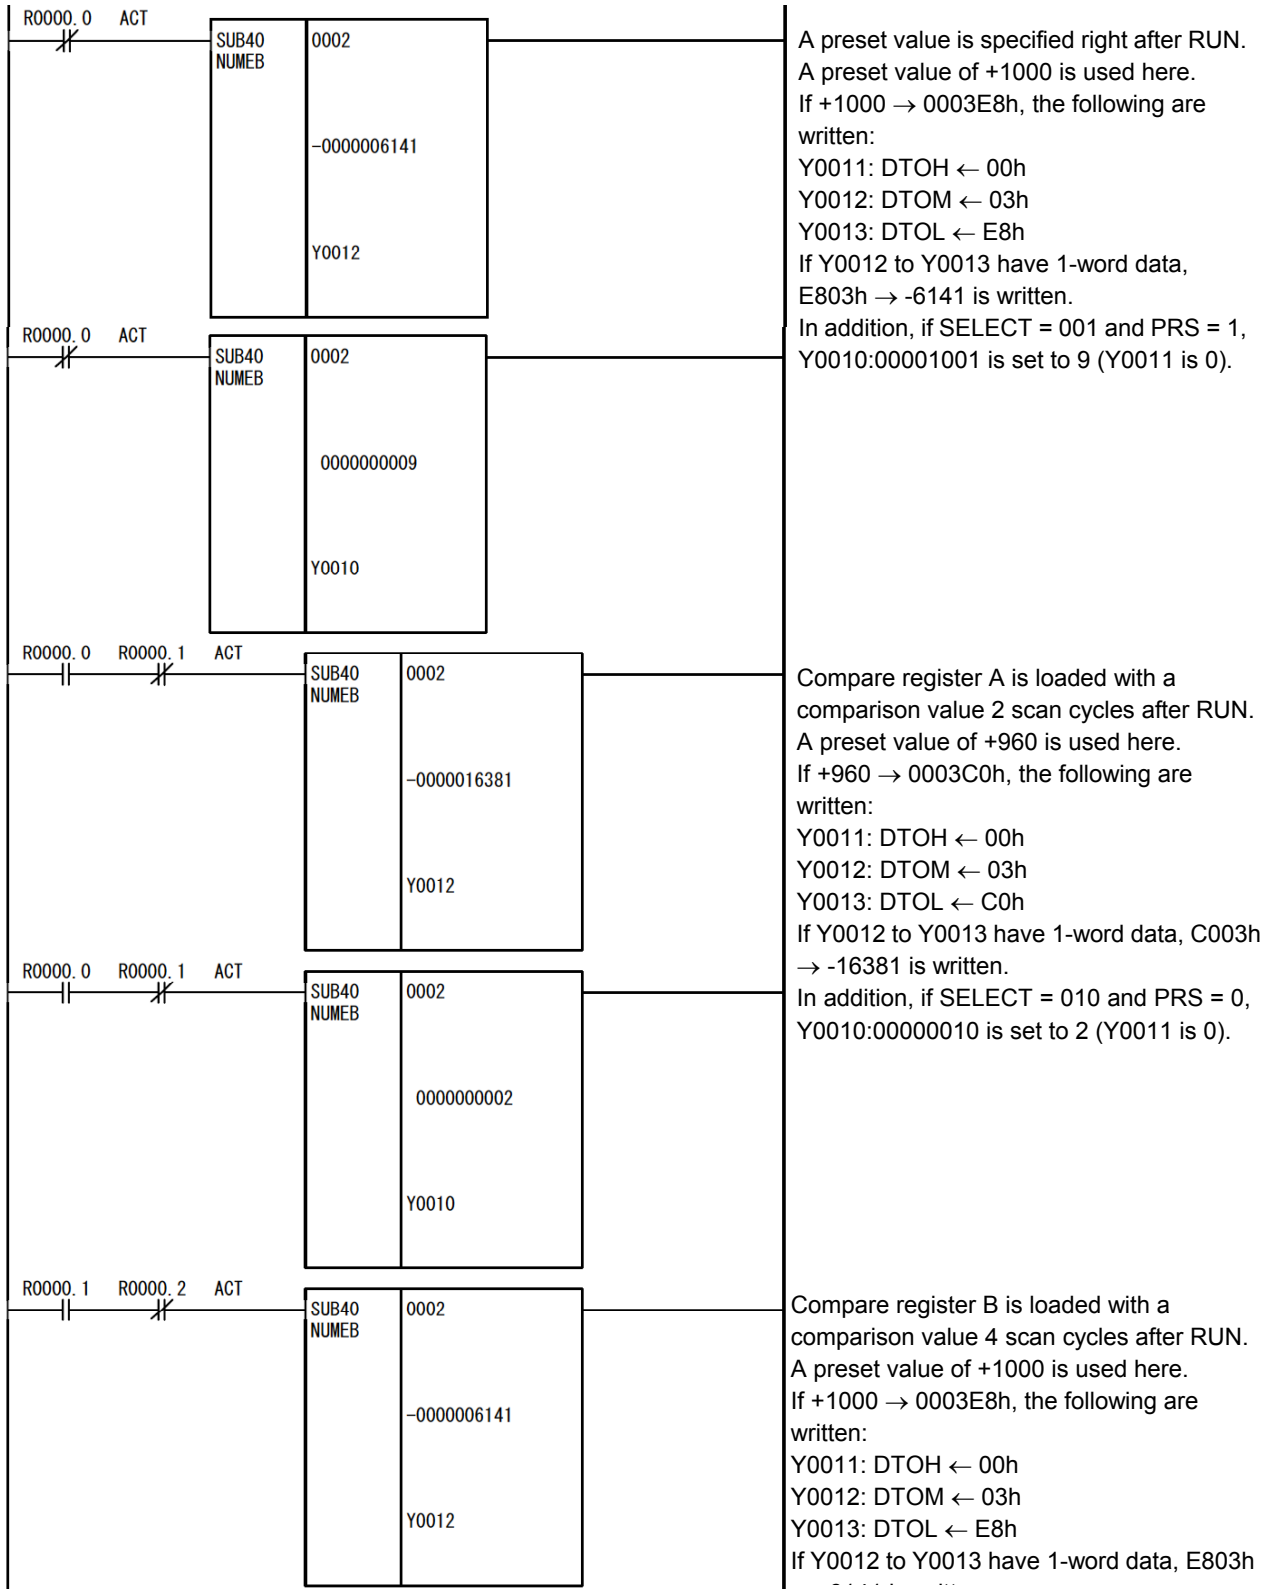 R0000. 0 ACT
SUB40 0002
NUMEB
-0000006141
Y0012
A preset value is specified right after RUN.
A preset value of +1000 is used here.
If +1000 → 0003E8h, the following are
written:
Y0011: DTOH ← 00h
Y0012: DTOM ← 03h
Y0013: DTOL ← E8h
If Y0012 to Y0013 have 1-word data,
E803h → -6141 is written.
In addition, if SELECT = 001 and PRS = 1,
Y0010:00001001 is set to 9 (Y0011 is 0).
R0000. 0 ACT
SUB40 0002
NUMEB
0000000009
Y0010
R0000. 0 R0000. 1 ACT
SUB40 0002
NUMEB
-0000016381
Y0012
Compare register A is loaded with a
comparison value 2 scan cycles after RUN.
A preset value of +960 is used here.
If +960 → 0003C0h, the following are
written:
Y0011: DTOH ← 00h
Y0012: DTOM ← 03h
Y0013: DTOL ← C0h
If Y0012 to Y0013 have 1-word data, C003h
→ -16381 is written.
In addition, if SELECT = 010 and PRS = 0,
Y0010:00000010 is set to 2 (Y0011 is 0).
R0000. 0 R0000. 1 ACT
SUB40 0002
NUMEB
0000000002
Y0010
R0000. 1 R0000. 2 ACT
SUB40 0002
NUMEB
-0000006141
Y0012
Compare register B is loaded with a
comparison value 4 scan cycles after RUN.
A preset value of +1000 is used here.
If +1000 → 0003E8h, the following are
written:
Y0011: DTOH ← 00h
Y0012: DTOM ← 03h
Y0013: DTOL ← E8h
If Y0012 to Y0013 have 1-word data, E803h